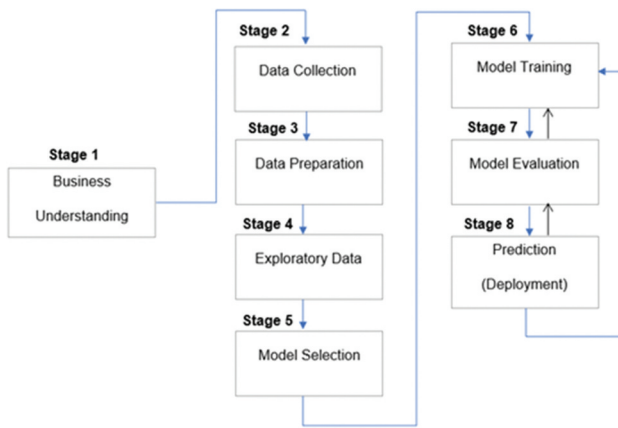 Stage 1
Business
Understanding
Stage 2
Data Collection
Stage 3
Data Preparation
Stage 4
Exploratory Data
Stage 5
Model Selection
Stage 6
Model Training
Stage 7
Model Evaluation
Stage 8
Prediction
(Deployment)